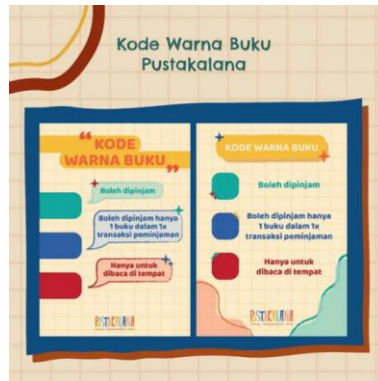 Kode Warna Buku
Pustakalana
“KODE
WARNA BUKU”
Boleh dipinjam
Boleh dipinjam hanya
1 buku dalam 1x
transaksi peminjaman
Hanya untuk
dibaca di tempat
PUSTAKALANA
KODE WARNA BUKU
Boleh dipinjam
Boleh dipinjam hanya
1 buku dalam 1x
transaksi peminjaman
Hanya untuk
dibaca di tempat
PUSTAKALANA